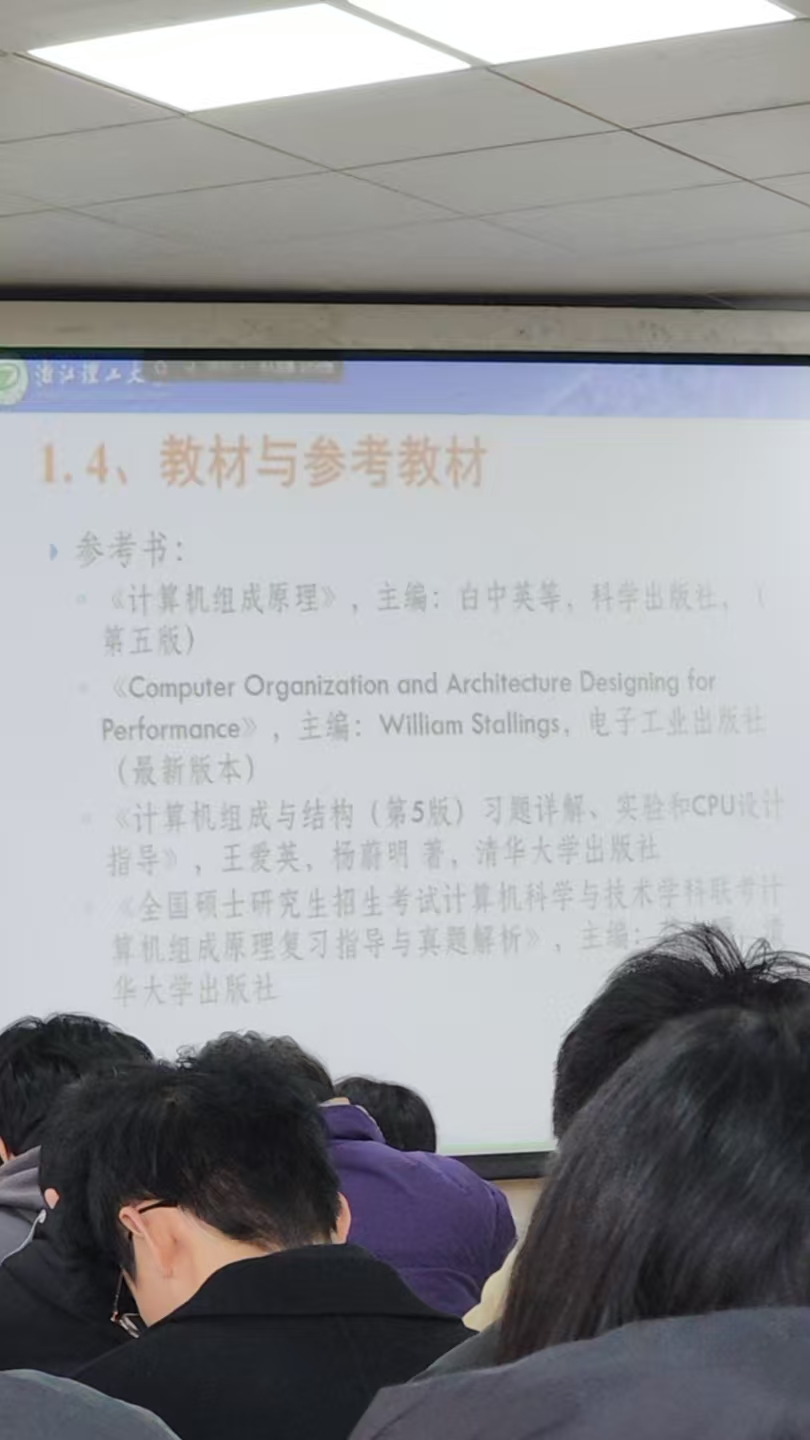 浙江理工大
1.4、教材与参考教材
参考书：
《计算机组成原理》，主编：白中英等，科学出版社，（
第五版）
《Computer Organization and Architecture Designing for
Performance》，主编：William Stallings，电子工业出版社
（最新版本）
《计算机组成与结构（第5版）习题详解、实验和CPU设计
指导》，王爱英、杨蔚明 著，清华大学出版社
《全国硕士研究生招生考试计算机科学与技术学科联考计
算机组成原理复习指导与真题解析》，主编：
华大学出版社